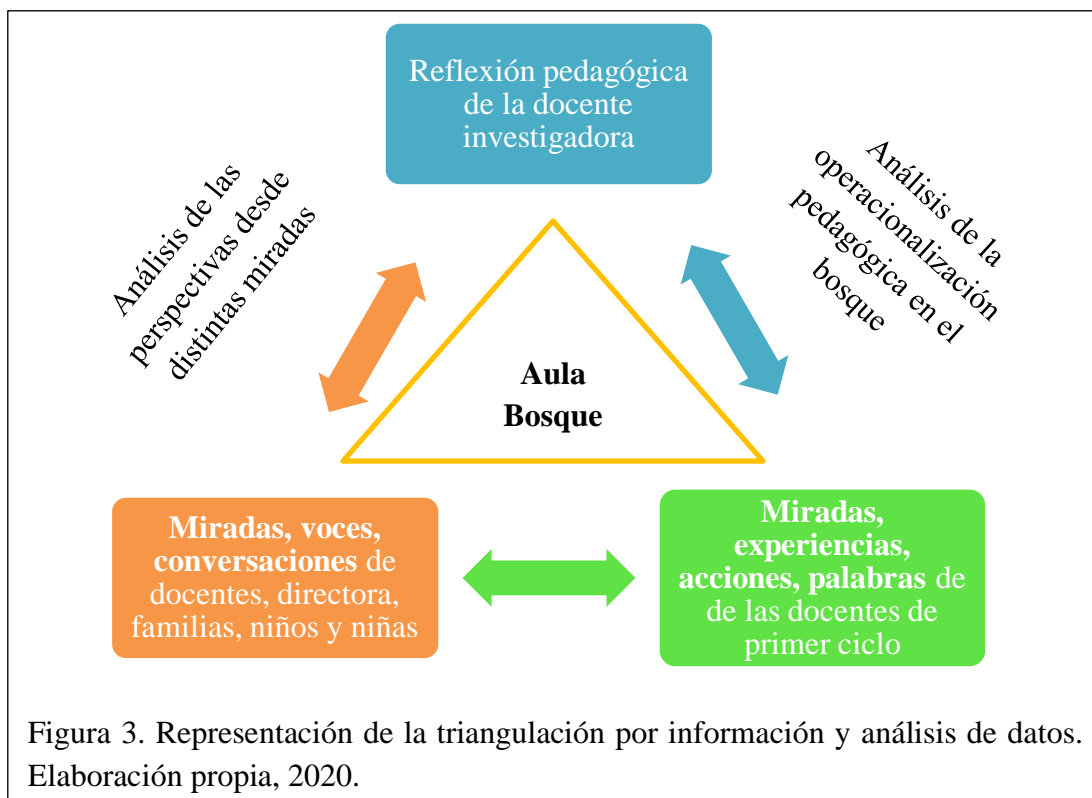 Reflexión pedagógica
de la docente
investigadora
Análisis de las
perspectivas desde
distintas miradas
Análisis de la
operacionalización
pedagógica en el
bosque
Aula
Bosque
Miradas, voces,
conversaciones de
docentes, directora,
familias, niños y niñas
Miradas,
experiencias,
acciones, palabras de
de las docentes de
primer ciclo
Figura 3. Representación de la triangulación por información y análisis de datos.
Elaboración propia, 2020.